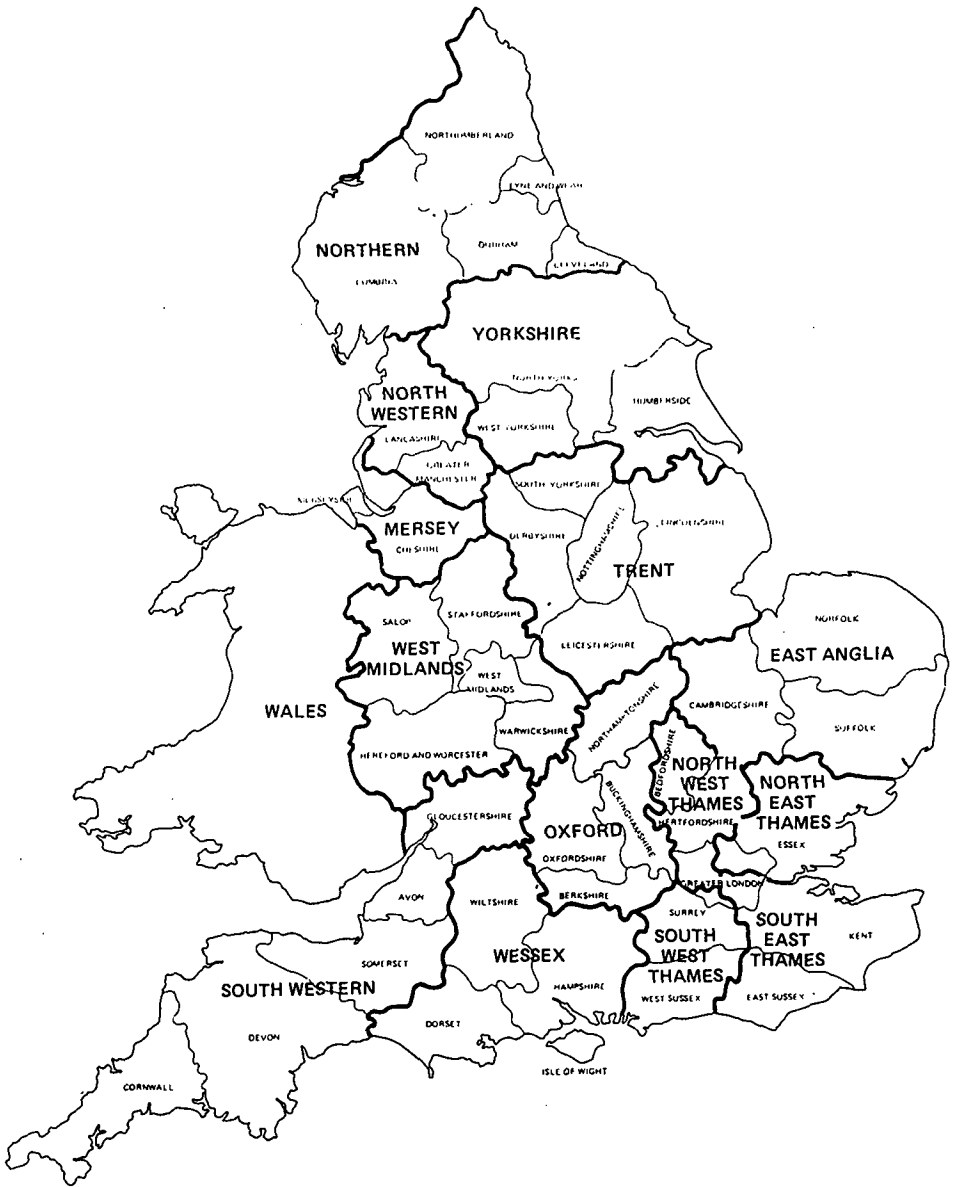 NORTHUMBERLAND
TYNE AND WEAR
DURHAM
NORTHERN
CLEVELAND
CUMBRIA
YORKSHIRE
NORTH YORKS
NORTH
WESTERN
HUMBERSIDE
WEST YORKSHIRE
LANCASHIRE
GREATER
MANCHESTER
SOUTH YORKSHIRE
MERSEYSIDE
MERSEY
CHESHIRE
DERBYSHIRE
NOTTINGHAMSHIRE
LINCOLNSHIRE
TRENT
SALOP
STAFFORDSHIRE
NORFOLK
LEICESTERSHIRE
WEST
MIDLANDS
EAST ANGLIA
WEST
MIDLANDS
WALES
NORTHAMPTONSHIRE
CAMBRIDGESHIRE
SUFFOLK
WARWICKSHIRE
HEREFORD AND WORCESTER
BEDFORDSHIRE
NORTH
WEST
THAMES
NORTH
EAST
THAMES
GLOUCESTERSHIRE
BUCKINGHAMSHIRE
HERTFORDSHIRE
OXFORD
ESSEX
OXFORDSHIRE
GREATER LONDON
AVON
WILTSHIRE
BERKSHIRE
SURREY
SOUTH
WEST
THAMES
SOUTH
EAST
THAMES
KENT
WESSEX
SOMERSET
SOUTH WESTERN
HAMPSHIRE
WEST SUSSEX
EAST SUSSEX
DORSET
DEVON
ISLE OF WIGHT
CORNWALL